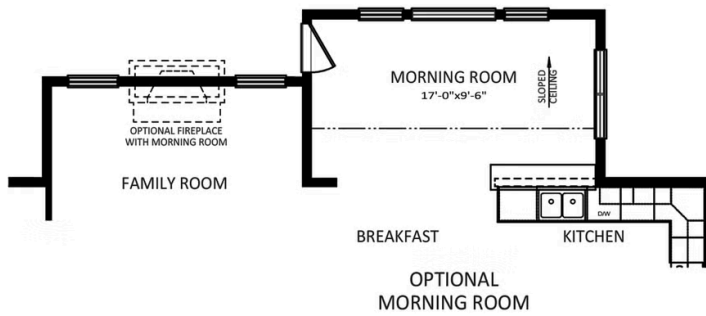 MORNING ROOM
17'-0"x9'-6"
SLOPED
CEILING
OPTIONAL FIREPLACE
WITH MORNING ROOM
FAMILY ROOM
D/W
BREAKFAST
KITCHEN
OPTIONAL
MORNING ROOM